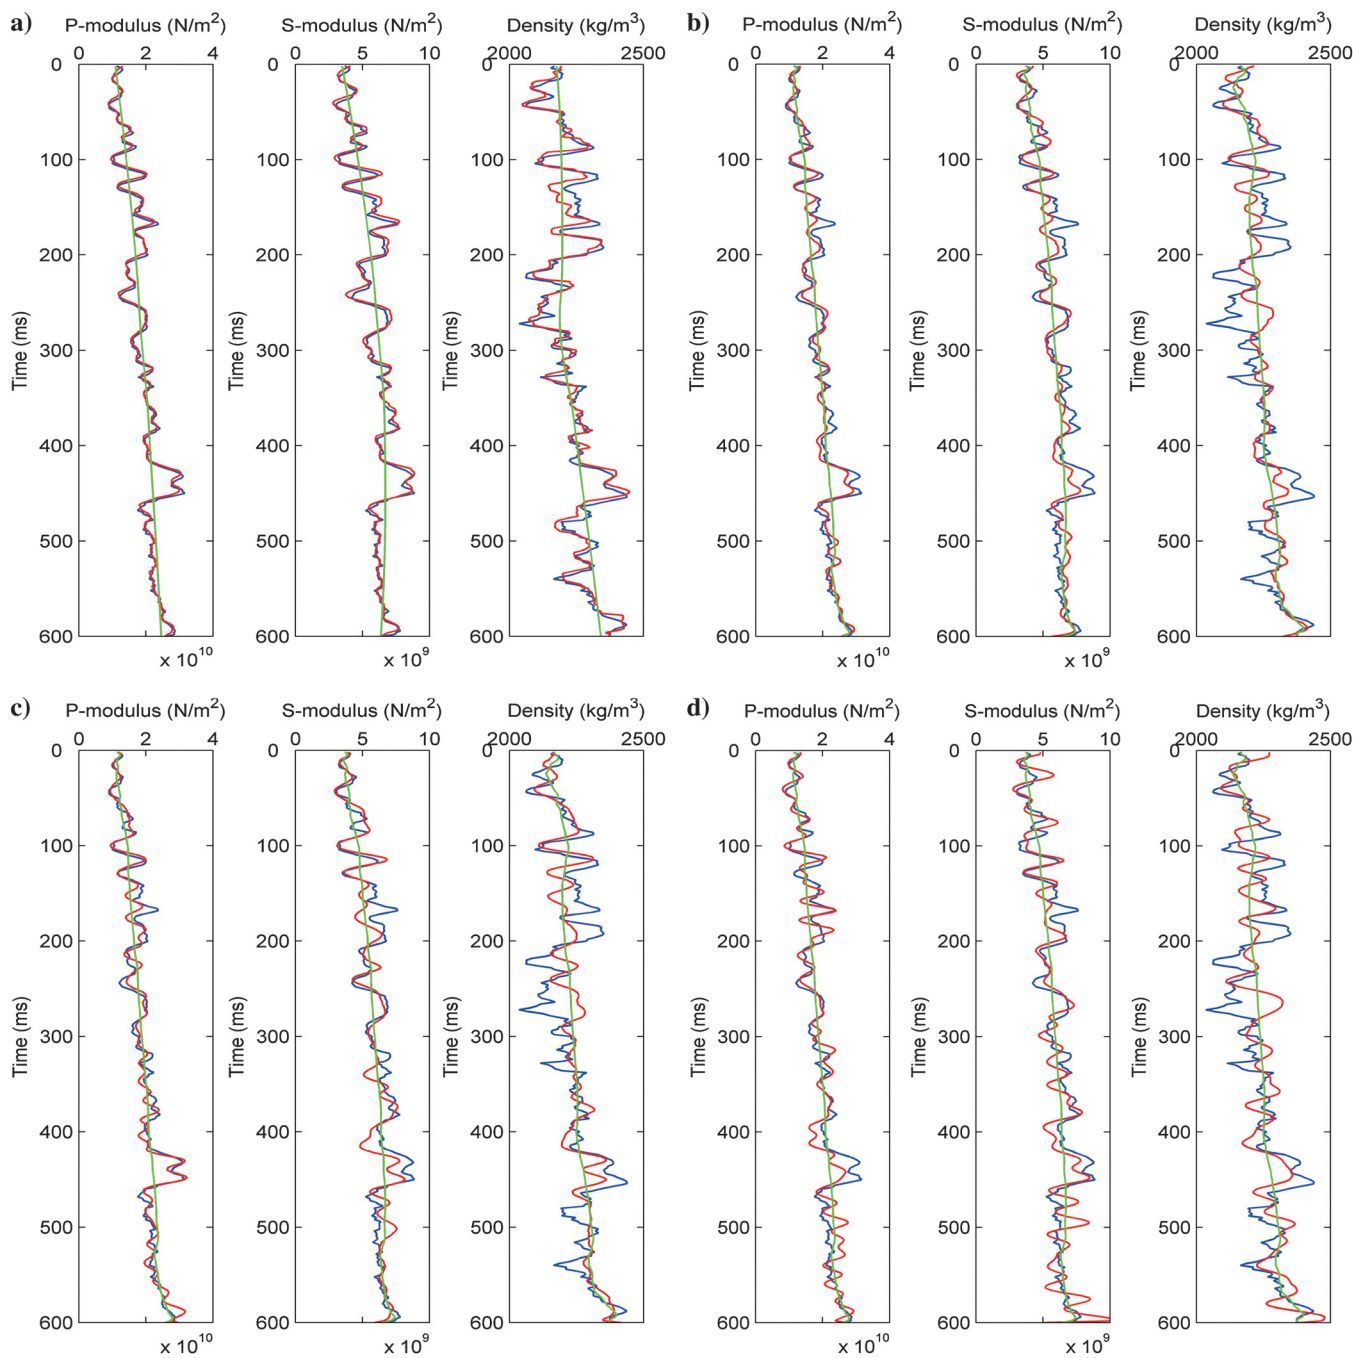 a) P-modulus (N/m²) S-modulus (N/m²) Density (kg/m³) b) P-modulus (N/m²) S-modulus (N/m²) Density (kg/m³)
0 2 4 0 5 10 2000 2500 0 2 4 0 5 10 2000 2500
0 0 0 0 0 0
100 100 100 100 100 100
200 200 200 200 200 200
Time (ms) Time (ms) Time (ms) Time (ms) Time (ms) Time (ms)
300 300 300 300 300 300
400 400 400 400 400 400
500 500 500 500 500 500
600 600 600 600 600 600
x 10¹⁰ x 10⁹ x 10¹⁰ x 10⁹
c) P-modulus (N/m²) S-modulus (N/m²) Density (kg/m³) d) P-modulus (N/m²) S-modulus (N/m²) Density (kg/m³)
0 2 4 0 5 10 2000 2500 0 2 4 0 5 10 2000 2500
0 0 0 0 0 0
100 100 100 100 100 100
200 200 200 200 200 200
Time (ms) Time (ms) Time (ms) Time (ms) Time (ms) Time (ms)
300 300 300 300 300 300
400 400 400 400 400 400
500 500 500 500 500 500
600 600 600 600 600 600
x 10¹⁰ x 10⁹ x 10¹⁰ x 10⁹